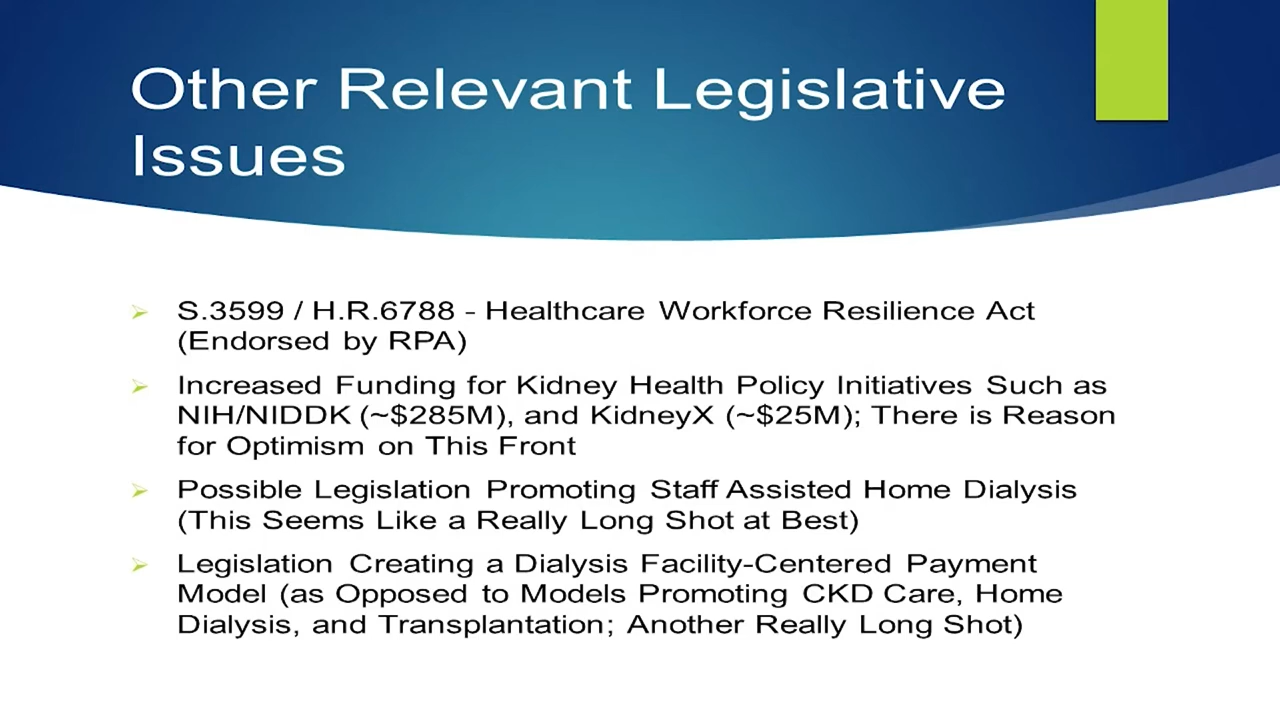 Other Relevant Legislative
Issues
S.3599 / H.R.6788 - Healthcare Workforce Resilience Act
(Endorsed by RPA)
Increased Funding for Kidney Health Policy Initiatives Such as
NIH/NIDDK (~$285M), and KidneyX (~$25M); There is Reason
for Optimism on This Front
Possible Legislation Promoting Staff Assisted Home Dialysis
(This Seems Like a Really Long Shot at Best)
Legislation Creating a Dialysis Facility-Centered Payment
Model (as Opposed to Models Promoting CKD Care, Home
Dialysis, and Transplantation; Another Really Long Shot)